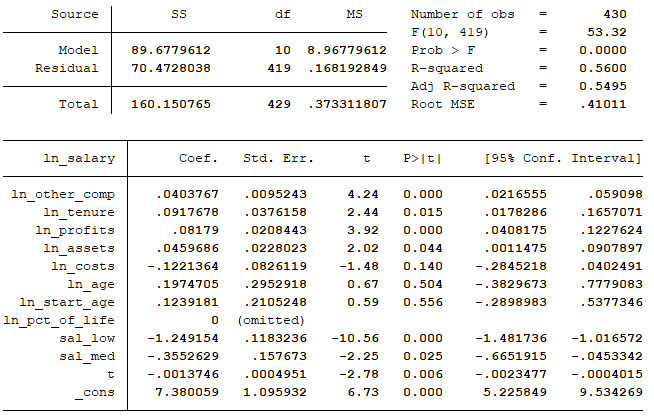 Source SS df MS Number of obs = 430
F(10, 419) = 53.32
Model 89.6779612 10 8.96779612 Prob > F = 0.0000
Residual 70.4728034 419 .168192849 R-squared = 0.5600
Adj R-squared = 0.5495
Total 160.150765 429 .373311807 Root MSE = .41011
ln_salary Coef. Std. Err. t P>|t| [95% Conf. Interval]
ln_other_comp .0403767 .0095243 4.24 0.000 .0216555 .059098
ln_tenure .0917678 .0376158 2.44 0.015 .0178286 .1657071
ln_profits .08179 .0208443 3.92 0.000 .0408175 .1227624
ln_assets .0459686 .0228023 2.02 0.044 .0011475 .0907897
ln_costs -.1221364 .0826119 -1.48 0.140 -.2845218 .0402491
ln_age .1974705 .2952918 0.67 0.504 -.3829673 .7779083
ln_start_age .1239181 .2105248 0.59 0.556 -.2898983 .5377346
ln_pct_of_life 0 (omitted)
sal_low -1.249154 .1183236 -10.56 0.000 -1.481736 -1.016572
sal_med -.3552629 .157673 -2.25 0.025 -.6651915 -.0453342
t -.0013746 .0004951 -2.78 0.006 -.0023477 -.0004015
_cons 7.380059 1.095932 6.73 0.000 5.225849 9.534269